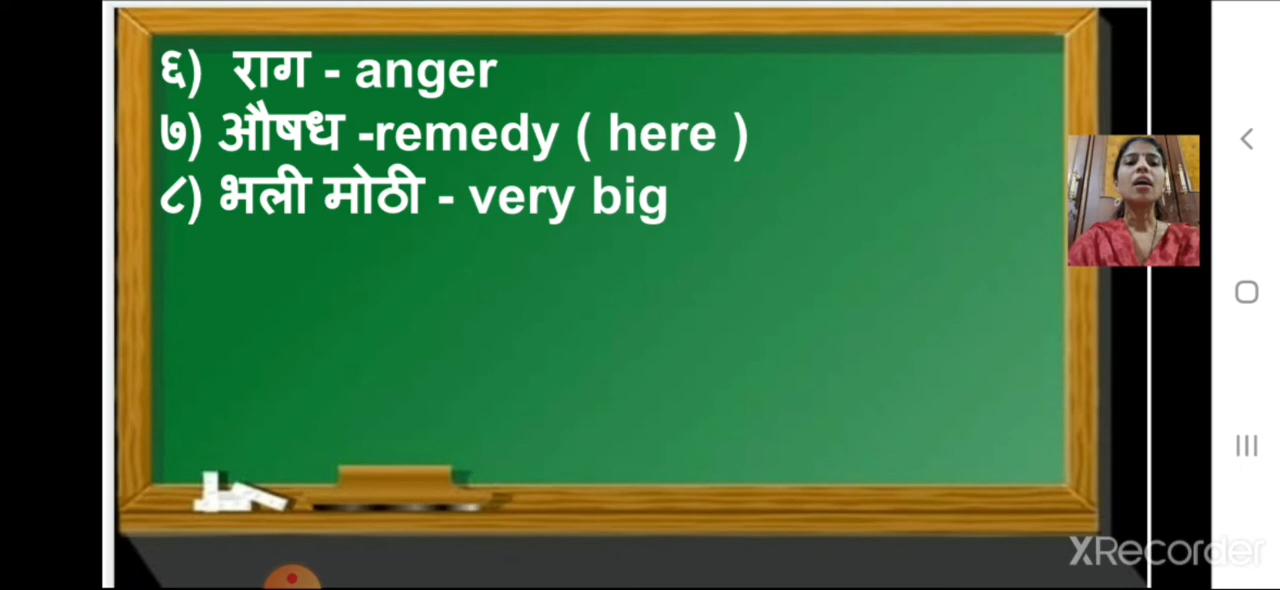 ६) राग - anger
७) औषध -remedy ( here )
८) भली मोठी - very big
XRecorder